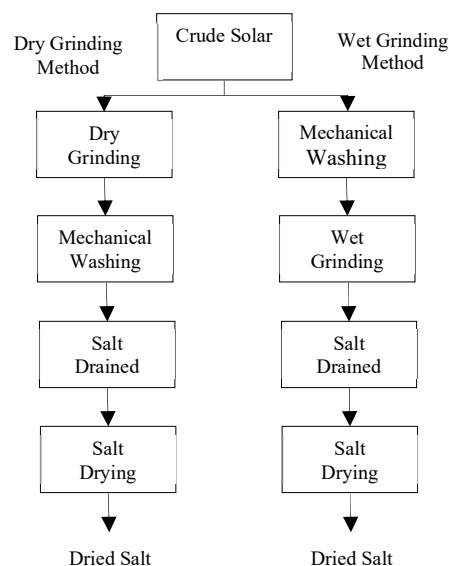 Crude Solar
Dry Grinding
Method
Wet Grinding
Method
Dry
Grinding
Mechanical
Washing
Mechanical
Washing
Wet
Grinding
Salt
Drained
Salt
Drained
Salt
Drying
Salt
Drying
Dried Salt
Dried Salt